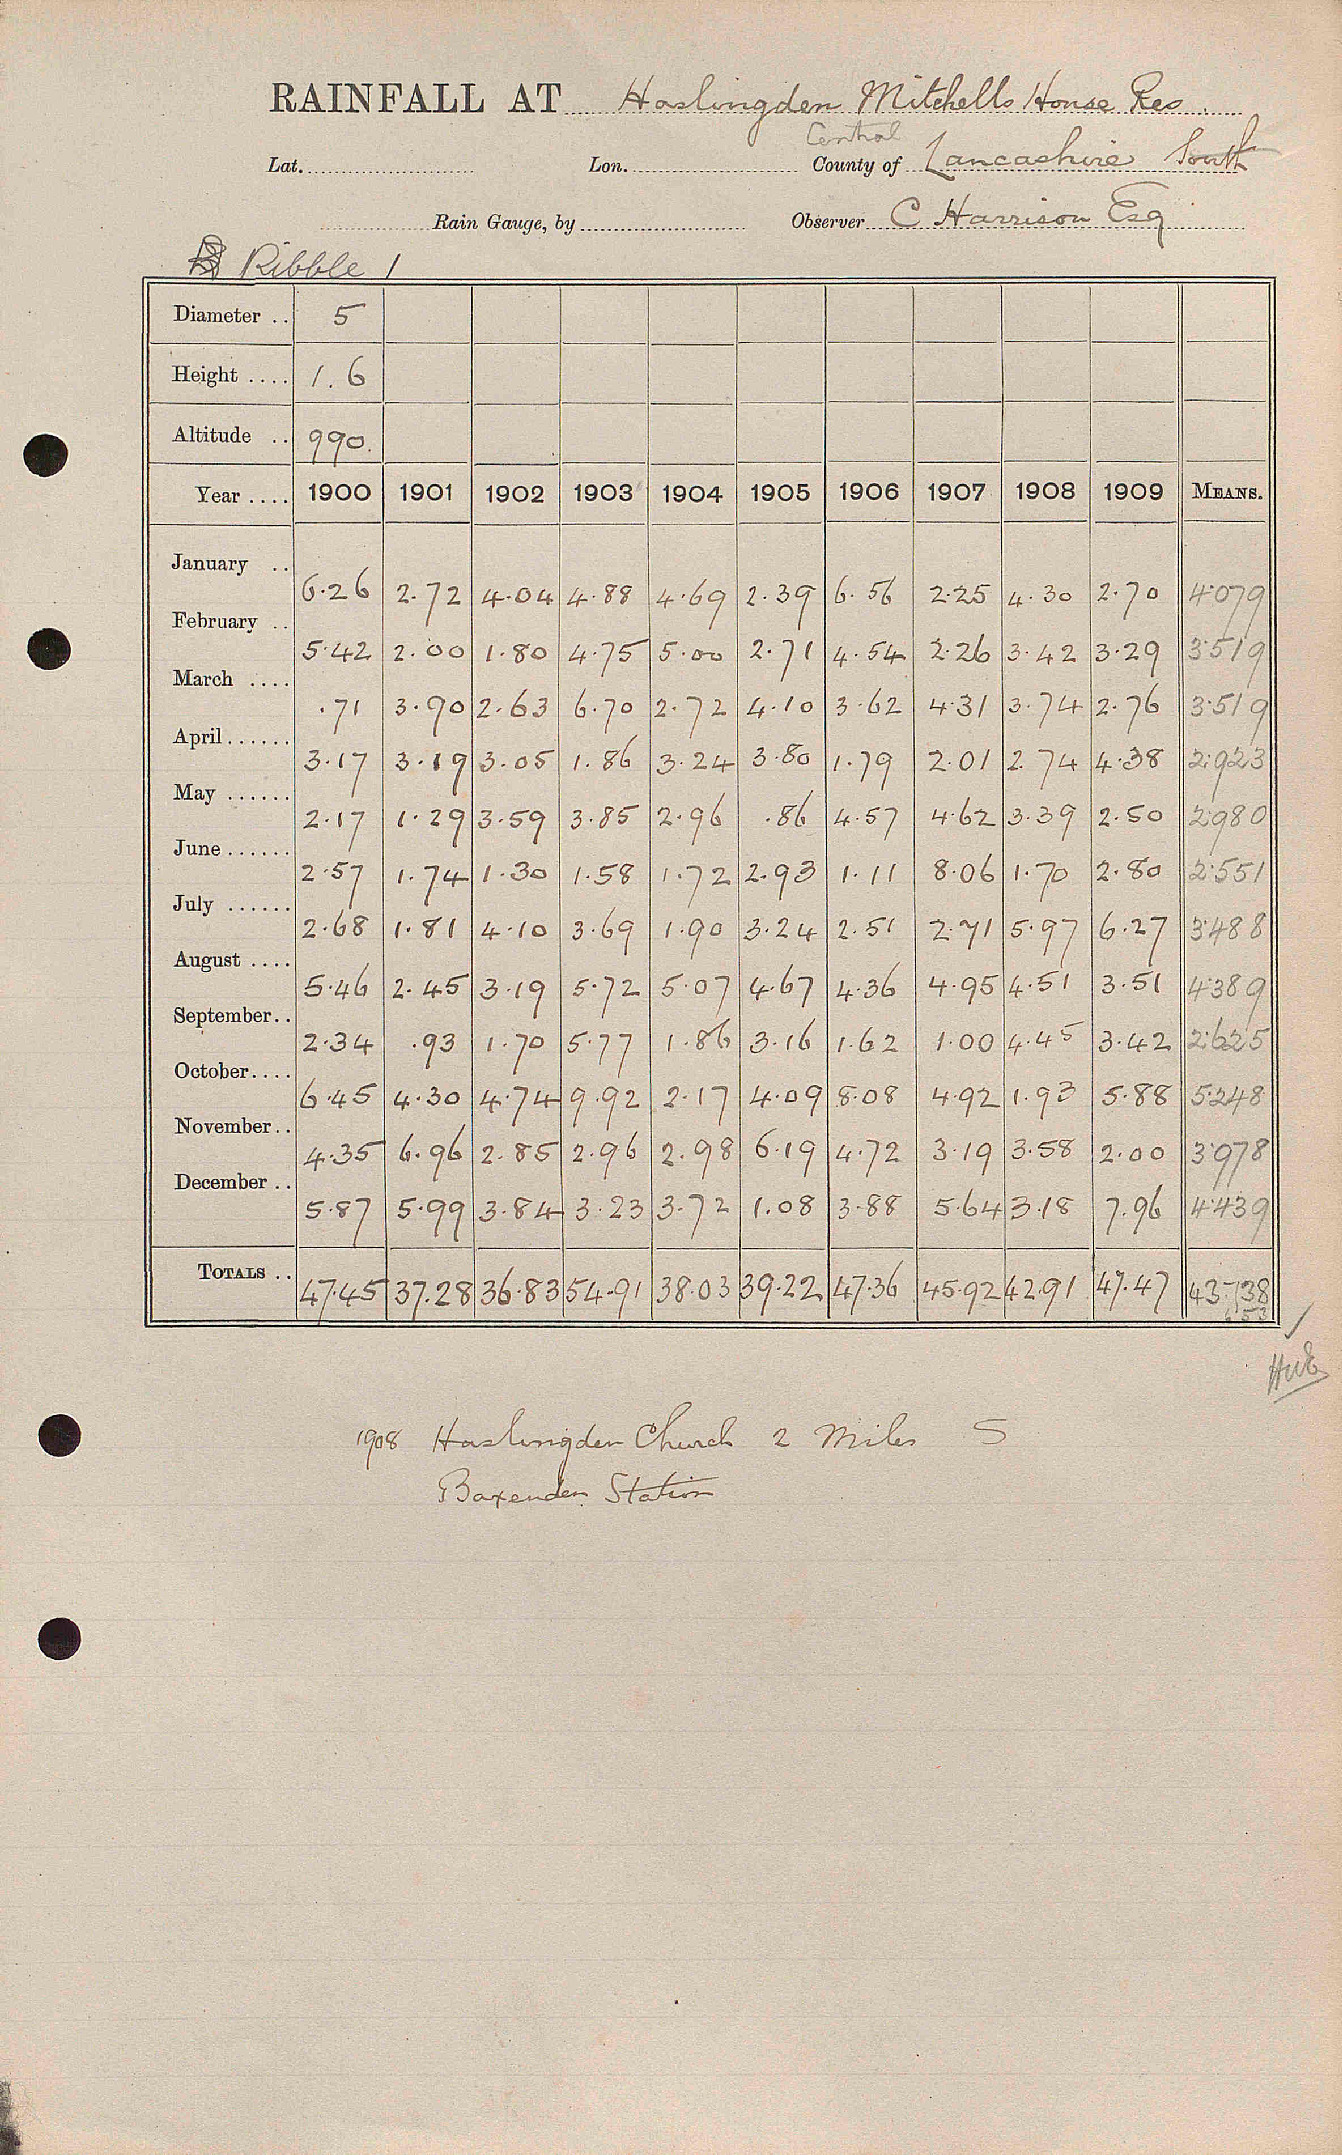 RAINFALL AT Haslingden Mitchells House Res.
Central
Lat. Lon. County of Lancashire South
Rain Gauge, by Observer C Harrison Esq
Ribble 1
Diameter .. 5
Height .... 1.6
Altitude .. 990.
Year .... 1900 1901 1902 1903 1904 1905 1906 1907 1908 1909 MEANS.
January .. 6.26 2.72 4.04 4.88 4.69 2.39 6.56 2.25 4.30 2.70 4.079
February .. 5.42 2.00 1.80 4.75 5.00 2.71 4.54 2.26 3.42 3.29 3.519
March .... .71 3.90 2.63 6.70 2.72 4.10 3.62 4.31 3.74 2.76 3.519
April ...... 3.17 3.19 3.05 1.86 3.24 3.80 1.79 2.01 2.74 4.38 2.923
May ...... 2.17 1.29 3.59 3.85 2.96 .86 4.57 4.62 3.39 2.50 2.980
June ...... 2.57 1.74 1.30 1.58 1.72 2.93 1.11 8.06 1.70 2.80 2.551
July ...... 2.68 1.81 4.10 3.69 1.90 3.24 2.51 2.71 5.97 6.27 3.488
August .... 5.46 2.45 3.19 5.72 5.07 4.67 4.36 4.95 4.51 3.51 4.389
September .. 2.34 .93 1.70 5.77 1.86 3.16 1.62 1.00 4.45 3.42 2.625
October .... 6.45 4.30 4.74 9.92 2.17 4.09 8.08 4.92 1.93 5.88 5.248
November .. 4.35 6.96 2.85 2.96 2.98 6.19 4.72 3.19 3.58 2.00 3.978
December .. 5.87 5.99 3.84 3.23 3.72 1.08 3.88 5.64 3.18 7.96 4.439
TOTALS .. 47.45 37.28 36.83 54.91 38.03 39.22 47.36 45.92 42.91 47.47 43.738
1908 Haslingden Church 2 Miles S
Baxenden Station